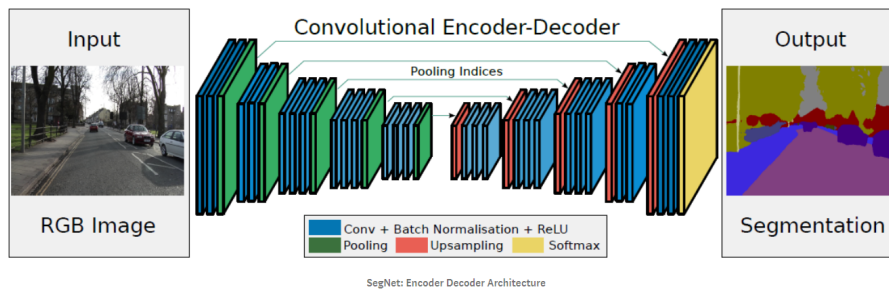 Input
RGB Image
Convolutional Encoder-Decoder
Pooling Indices
Conv + Batch Normalisation + ReLU
Pooling Upsampling Softmax
Output
Segmentation
SegNet: Encoder Decoder Architecture